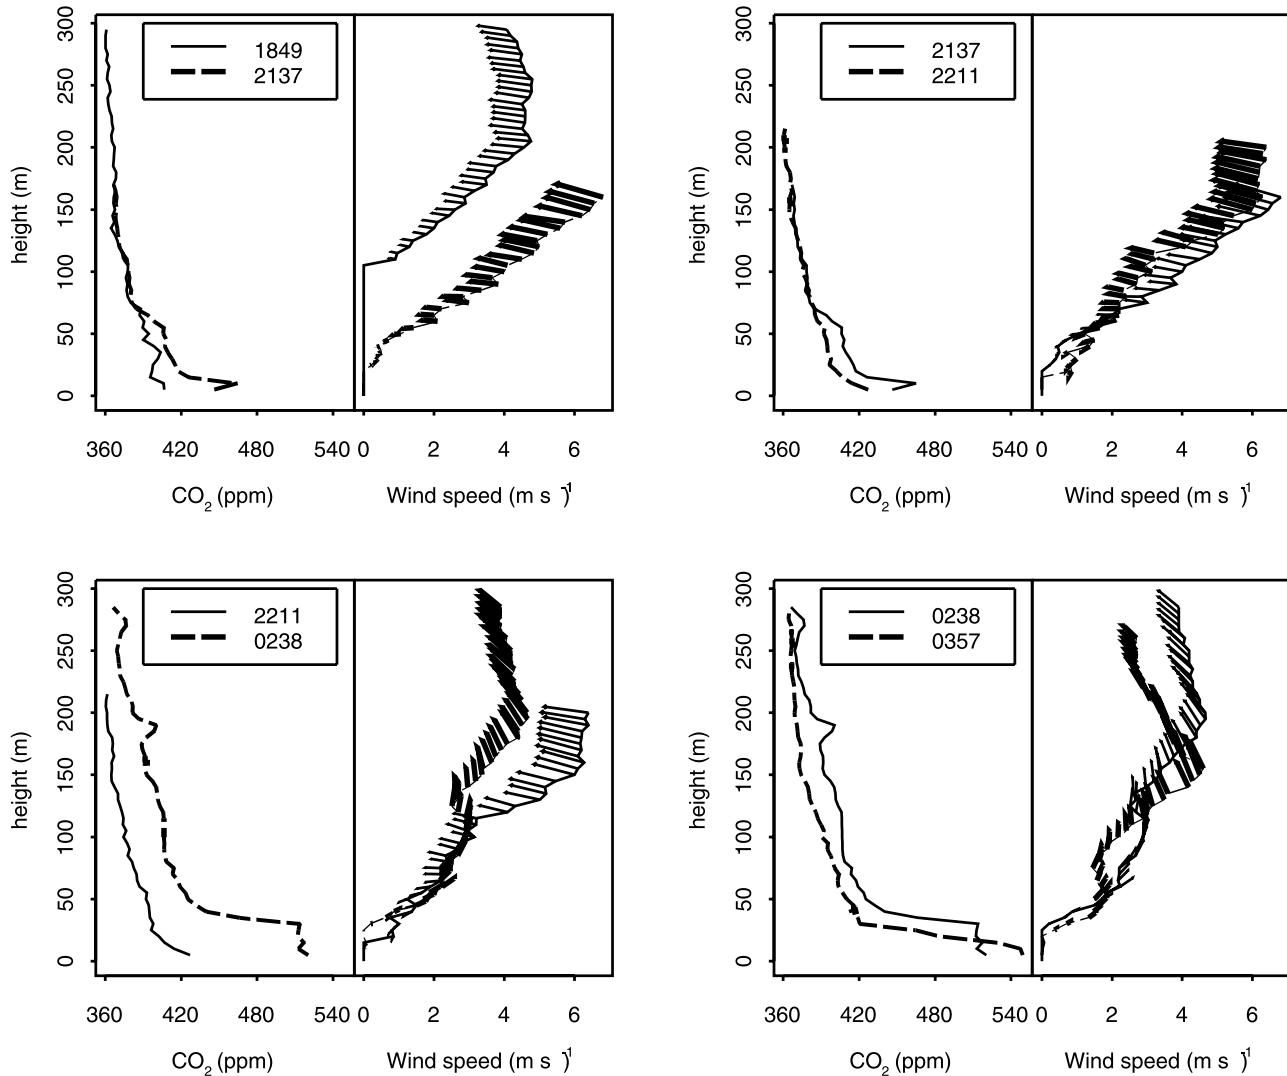 1849
2137
height (m)
0 50 100 150 200 250 300
360 420 480 540 0 2 4 6
CO2 (ppm) Wind speed (m s-1)
2137
2211
height (m)
0 50 100 150 200 250 300
360 420 480 540 0 2 4 6
CO2 (ppm) Wind speed (m s-1)
2211
0238
height (m)
0 50 100 150 200 250 300
360 420 480 540 0 2 4 6
CO2 (ppm) Wind speed (m s-1)
0238
0357
height (m)
0 50 100 150 200 250 300
360 420 480 540 0 2 4 6
CO2 (ppm) Wind speed (m s-1)